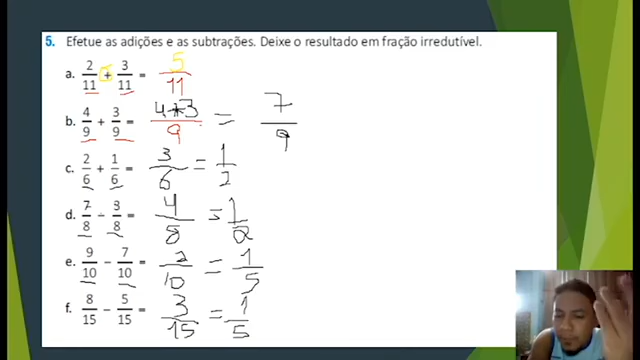 5. Efetue as adições e as subtrações. Deixe o resultado em fração irredutível.
a. 2/11 + 3/11 = 5/11
b. 4/9 + 3/9 = 4+3/9 = 7/9
c. 2/6 + 1/6 = 3/6 = 1/2
d. 7/8 − 3/8 = 4/8 = 1/2
e. 9/10 − 7/10 = 2/10 = 1/5
f. 8/15 − 5/15 = 3/15 = 1/5